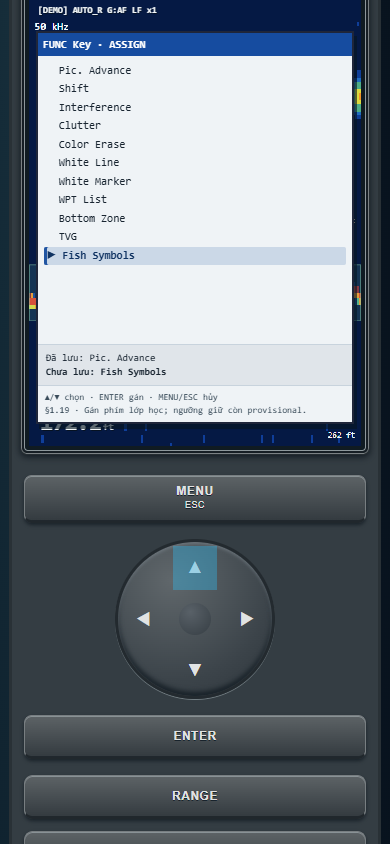 [DEMO] AUTO_R G:AF LF x1
50 kHz
FUNC Key · ASSIGN
Pic. Advance
Shift
Interference
Clutter
Color Erase
White Line
White Marker
WPT List
Bottom Zone
TVG
▶ Fish Symbols
Đã lưu: Pic. Advance
Chưa lưu: Fish Symbols
▲/▼ chọn · ENTER gán · MENU/ESC hủy
§1.19 · Gán phím lớp học; ngưỡng giữ còn provisional.
262 ft
MENU
ESC
ENTER
RANGE